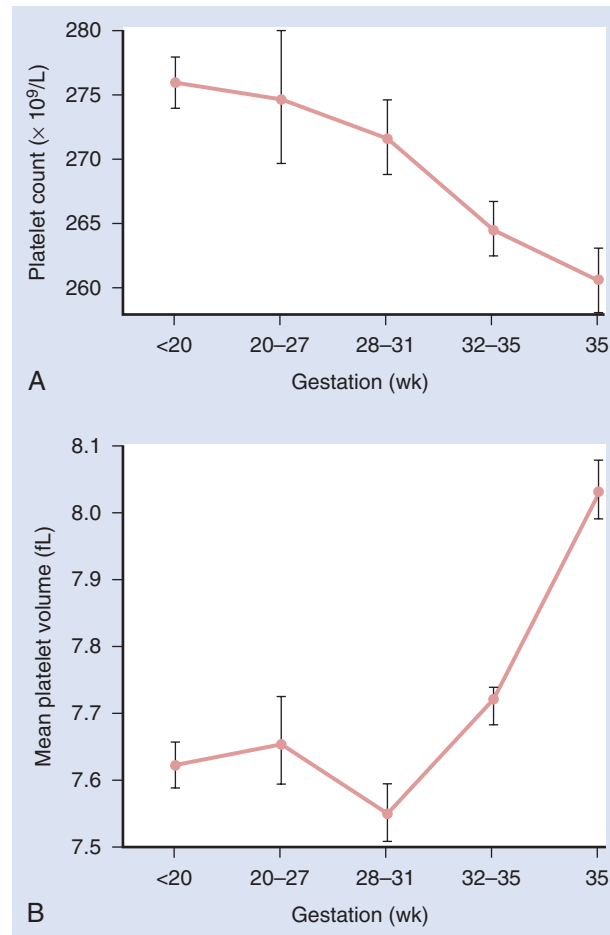 Platelet count (× 10⁹/L)
280
275
270
265
260
<20 20–27 28–31 32–35 35
Gestation (wk)
A
Mean platelet volume (fL)
8.1
8.0
7.9
7.8
7.7
7.6
7.5
<20 20–27 28–31 32–35 35
Gestation (wk)
B